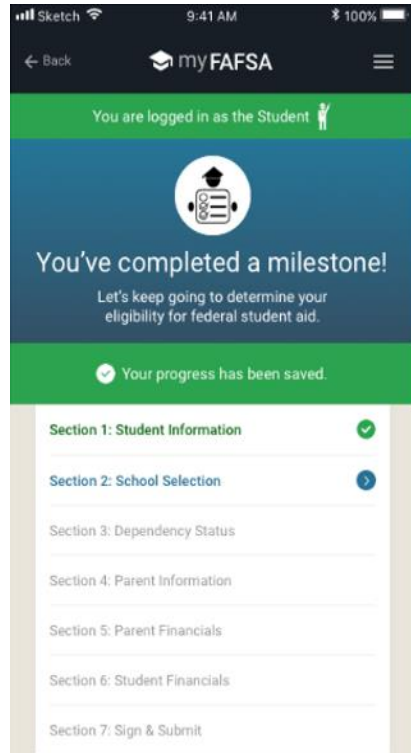 Sketch 9:41 AM 100%
Back myFAFSA
You are logged in as the Student
You've completed a milestone!
Let's keep going to determine your
eligibility for federal student aid.
Your progress has been saved.
Section 1: Student Information
Section 2: School Selection
Section 3: Dependency Status
Section 4: Parent Information
Section 5: Parent Financials
Section 6: Student Financials
Section 7: Sign & Submit